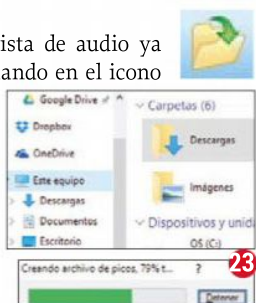 ista de audio ya
ando en el icono
Google Drive
Dropbox
OneDrive
Este equipo
Descargas
Documentos
Escritorio
Carpetas (6)
Descargas
Imágenes
Dispositivos y unid
OS (C:)
23
Creando archivo de picos, 79% t... ?
Detener